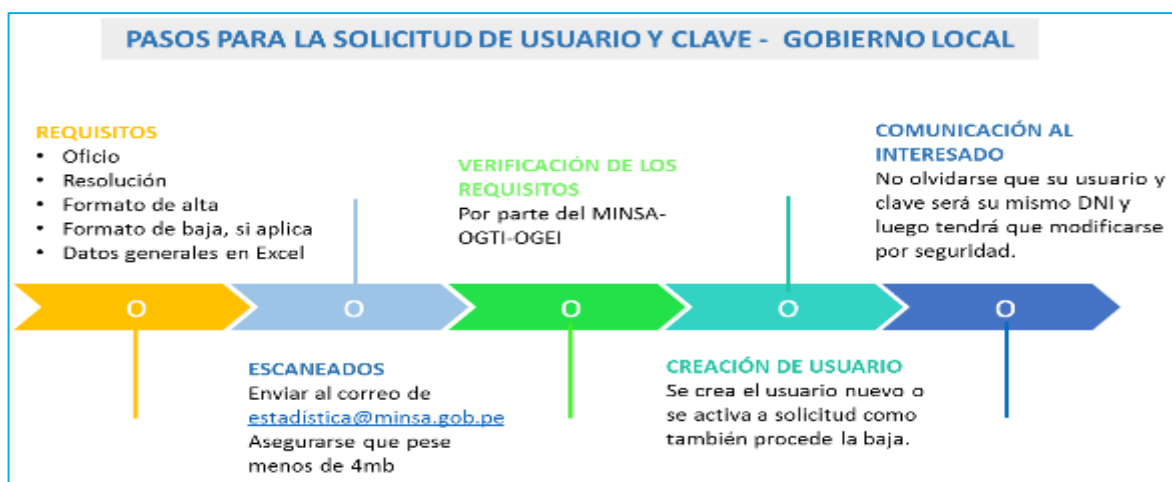 PASOS PARA LA SOLICITUD DE USUARIO Y CLAVE - GOBIERNO LOCAL
REQUISITOS
• Oficio
• Resolución
• Formato de alta
• Formato de baja, si aplica
• Datos generales en Excel
ESCANEADOS
Enviar al correo de
estadística@minsa.gob.pe
Asegurarse que pese
menos de 4mb
VERIFICACIÓN DE LOS
REQUISITOS
Por parte del MINSA-
OGTI-OGEI
CREACIÓN DE USUARIO
Se crea el usuario nuevo o
se activa a solicitud como
también procede la baja.
COMUNICACIÓN AL
INTERESADO
No olvidarse que su usuario y
clave será su mismo DNI y
luego tendrá que modificarse
por seguridad.